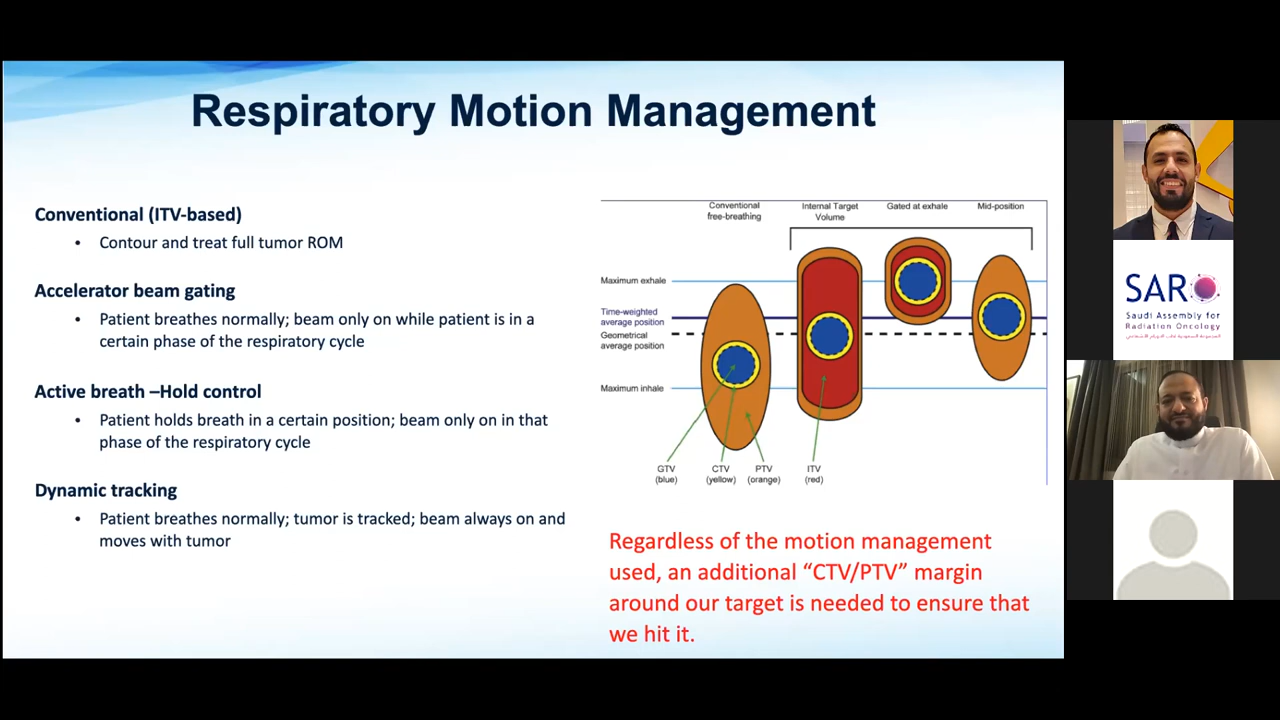 Respiratory Motion Management
Conventional (ITV-based)
• Contour and treat full tumor ROM
Accelerator beam gating
• Patient breathes normally; beam only on while patient is in a
certain phase of the respiratory cycle
Active breath –Hold control
• Patient holds breath in a certain position; beam only on in that
phase of the respiratory cycle
Dynamic tracking
• Patient breathes normally; tumor is tracked; beam always on and
moves with tumor
Conventional
free-breathing
Internal Target
Volume
Gated at exhale
Mid-position
Maximum exhale
Time-weighted
average position
Geometrical
average position
Maximum inhale
GTV
(blue)
CTV
(yellow)
PTV
(orange)
ITV
(red)
Regardless of the motion management
used, an additional “CTV/PTV” margin
around our target is needed to ensure that
we hit it.
SARO
Saudi Assembly for
Radiation Oncology